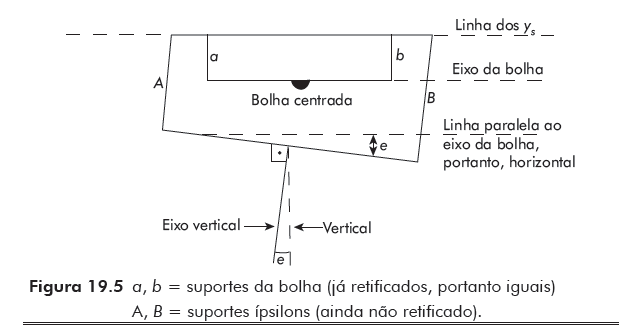 Linha dos ys
a
b
A
Eixo da bolha
B
Bolha centrada
Linha paralela ao
eixo da bolha,
portanto, horizontal
e
Eixo vertical
Vertical
e
Figura 19.5 a, b = suportes da bolha (já retificados, portanto iguais)
A, B = suportes ípsilons (ainda não retificado).